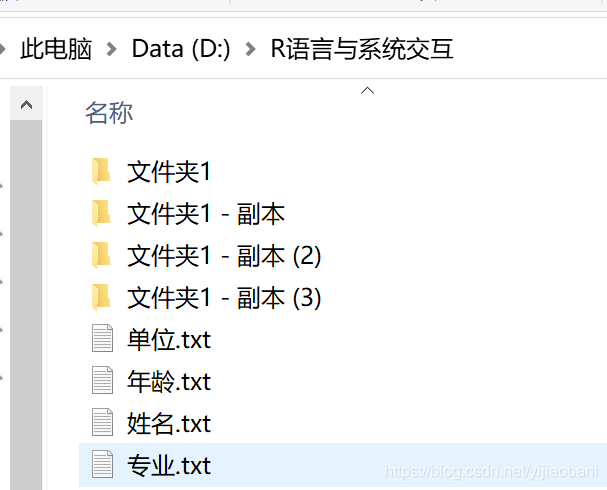 此电脑 > Data (D:) > R语言与系统交互
名称
文件夹1
文件夹1 - 副本
文件夹1 - 副本 (2)
文件夹1 - 副本 (3)
单位.txt
年龄.txt
姓名.txt
专业.txt
https://blog.csdn.net/yijiaobani